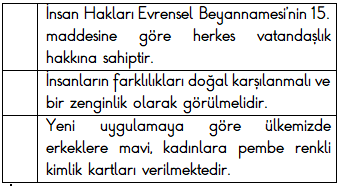 İnsan Hakları Evrensel Beyannamesi'nin 15.
maddesine göre herkes vatandaşlık
hakkına sahiptir.
İnsanların farklılıkları doğal karşılanmalı ve
bir zenginlik olarak görülmelidir.
Yeni uygulamaya göre ülkemizde
erkeklere mavi, kadınlara pembe renkli
kimlik kartları verilmektedir.